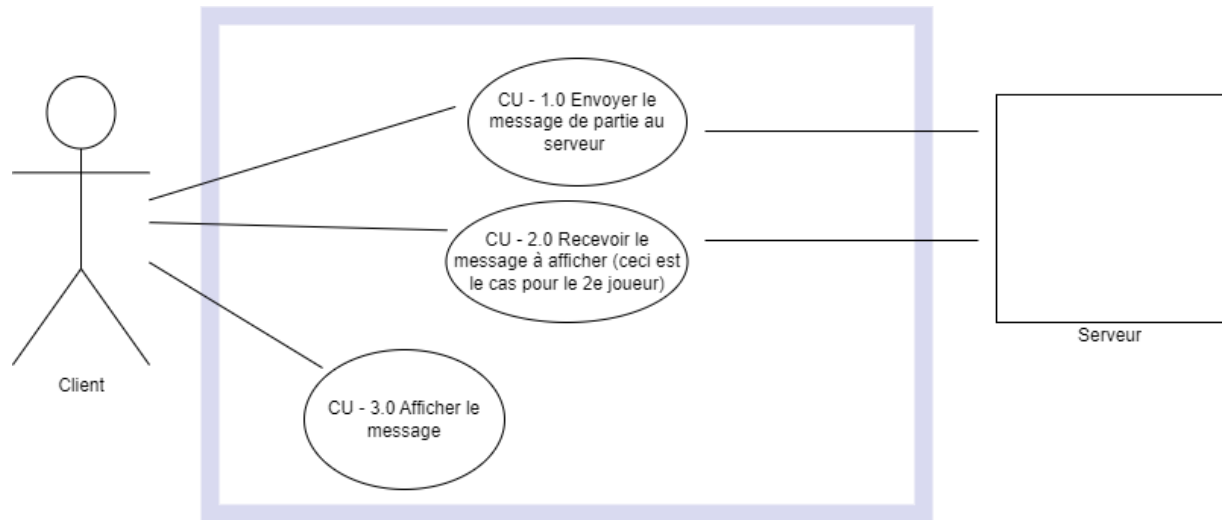 CU - 1.0 Envoyer le
message de partie au
serveur
CU - 2.0 Recevoir le
message à afficher (ceci est
le cas pour le 2e joueur)
Serveur
Client
CU - 3.0 Afficher le
message